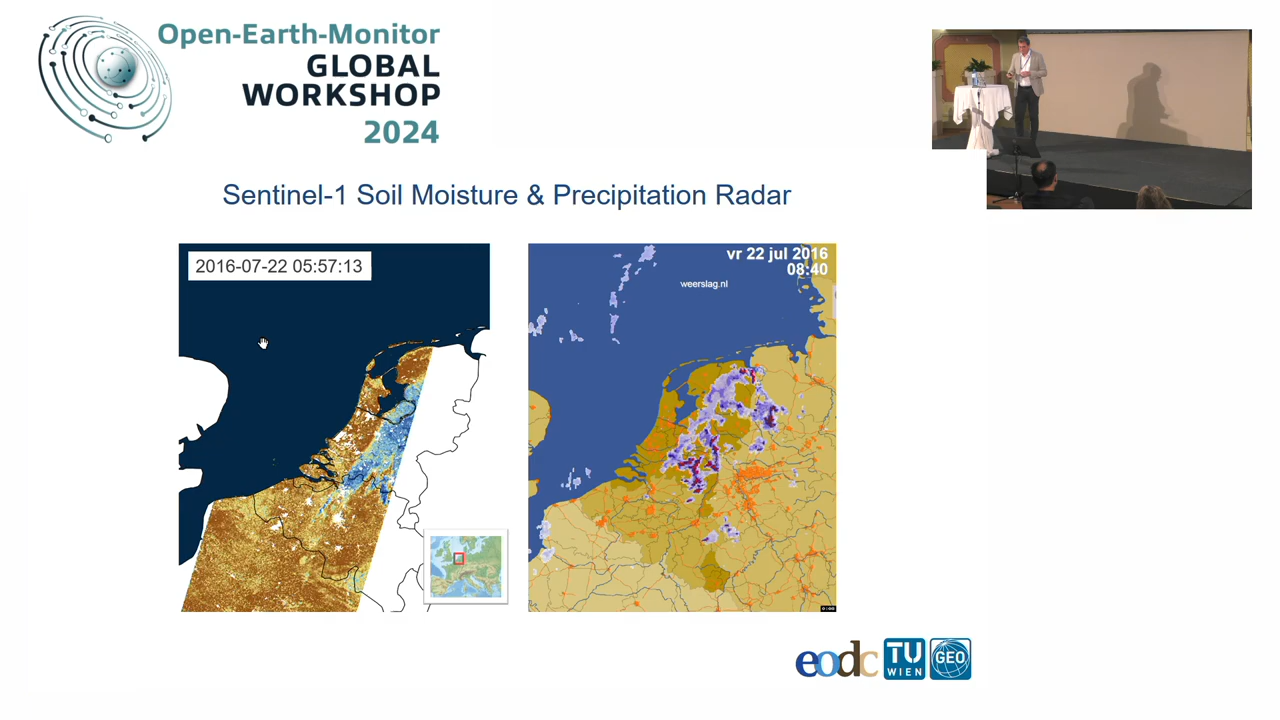 Open-Earth-Monitor
GLOBAL
WORKSHOP
2024
Sentinel-1 Soil Moisture & Precipitation Radar
2016-07-22 05:57:13
vr 22 jul 2016
08:40
weerslag.nl
eodc
TU
WIEN
GEO